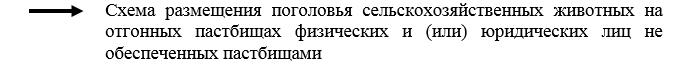 Схема размещения поголовья сельскохозяйственных животных на
отгонных пастбищах физических и (или) юридических лиц не
обеспеченных пастбищами